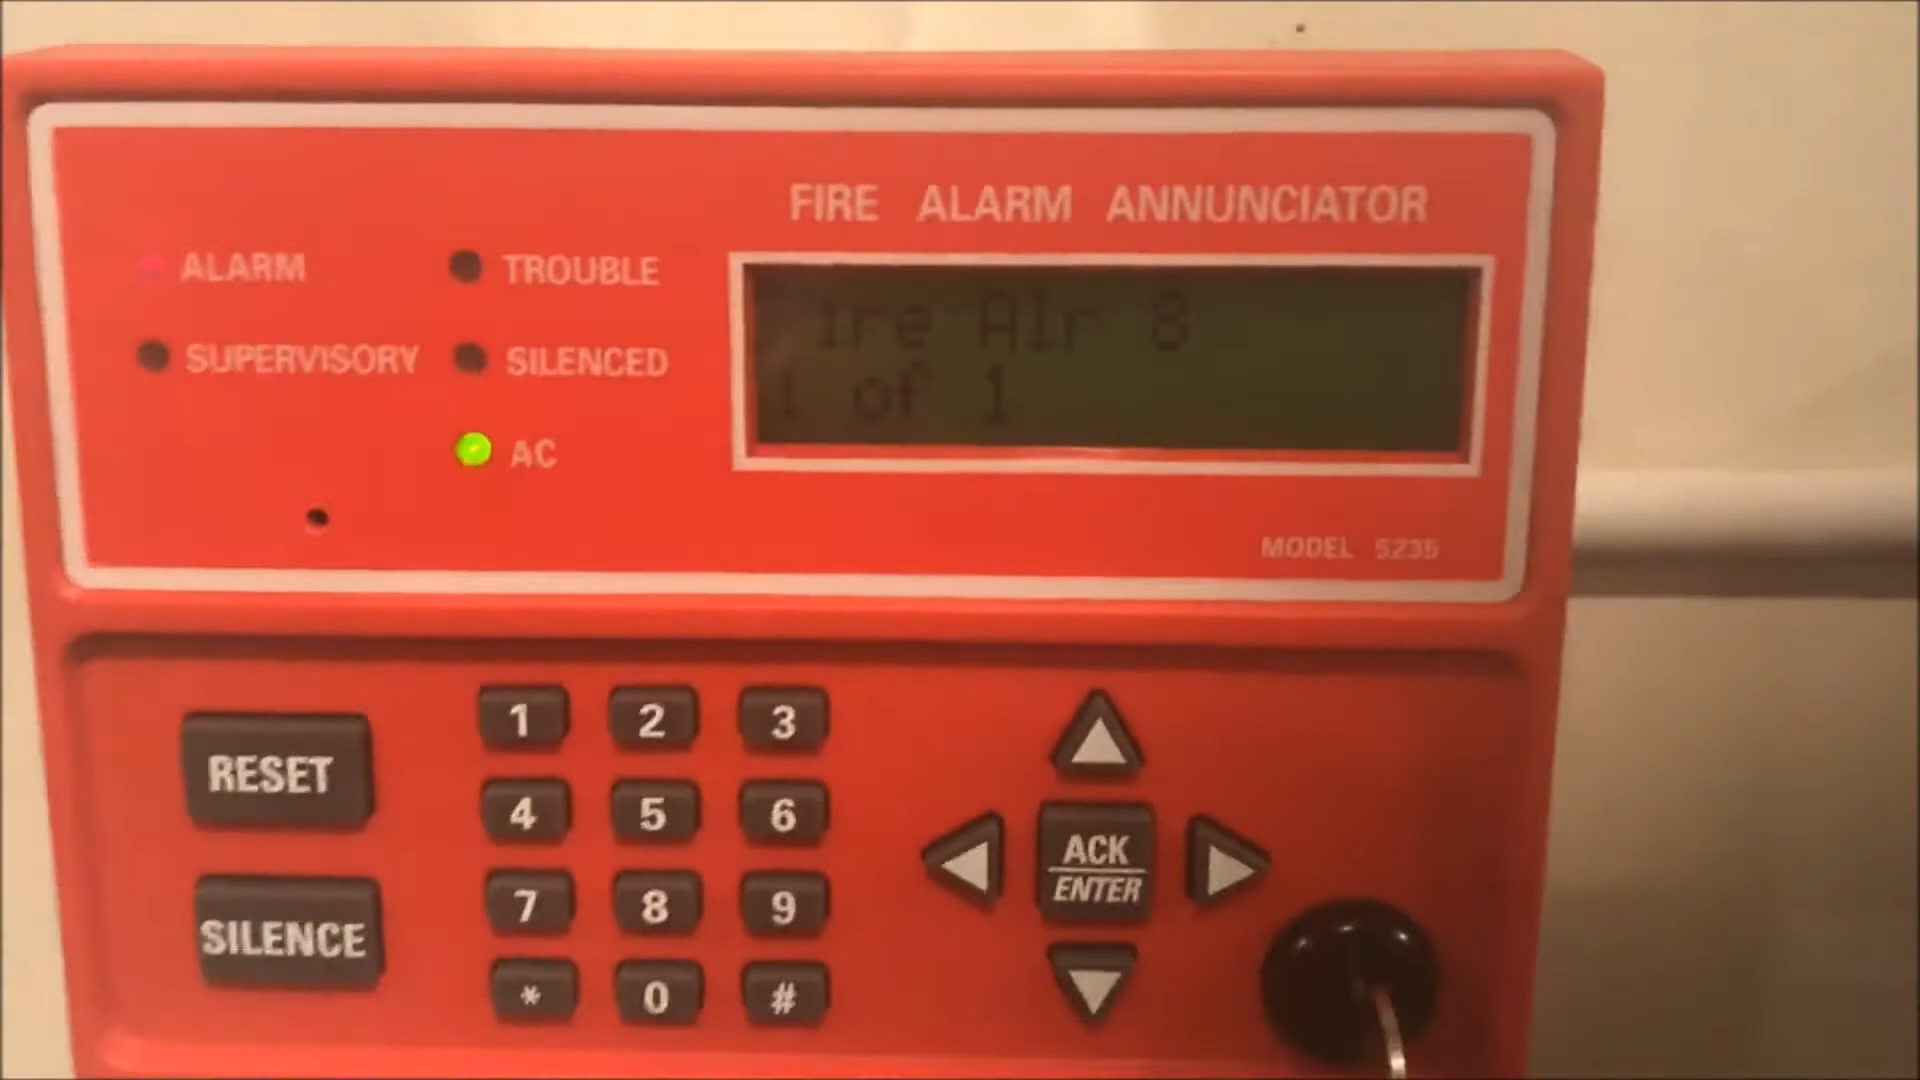 FIRE ALARM ANNUNCIATOR
ALARM
TROUBLE
SUPERVISORY
SILENCED
AC
Fire Alr 8
1 of 1
MODEL 5235
RESET
SILENCE
1 2 3
4 5 6
7 8 9
* 0 #
ACK
ENTER